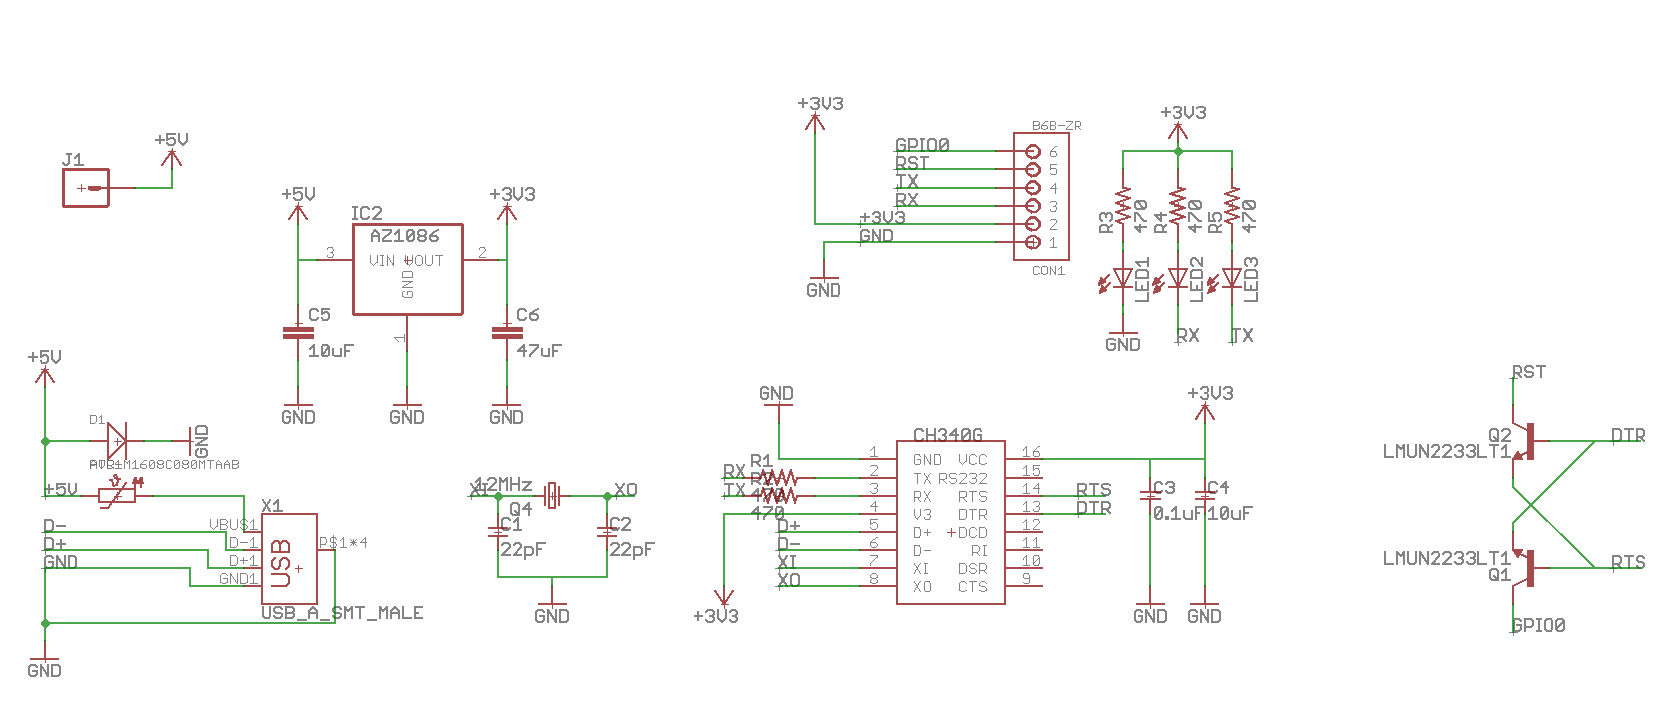 +5V
J1
+5V
+3V3
IC2
AZ1086
3
VIN
VOUT
2
GND
1
C5
10uF
C6
47uF
GND
GND
GND
+3V3
B6B-ZR
GPIO0
6
RST
5
TX
4
RX
3
+3V3
2
GND
1
CON1
GND
+3V3
R3
470
R4
470
R5
470
LED1
LED2
LED3
GND
RX
TX
+5V
D1
GND
+5V
X1
D-
VBUS1
D+
D-1
GND
D+1
GND1
USB
P$1*4
USB_A_SMT_MALE
GND
12MHz
XI
XO
Q4
C1
22pF
C2
22pF
GND
GND
CH340G
+3V3
1
GND
VCC
16
RX
R1
2
TX
RS232
15
TX
3
RX
RTS
14
RTS
470
4
V3
DTR
13
DTR
D+
5
D+
DCD
12
D-
6
D-
RI
11
XI
7
XI
DSR
10
XO
8
XO
CTS
9
+3V3
C3
0.1uF
C4
10uF
GND
GND
RST
Q2
LMUN2233LT1
DTR
LMUN2233LT1
Q1
RTS
GPIO0